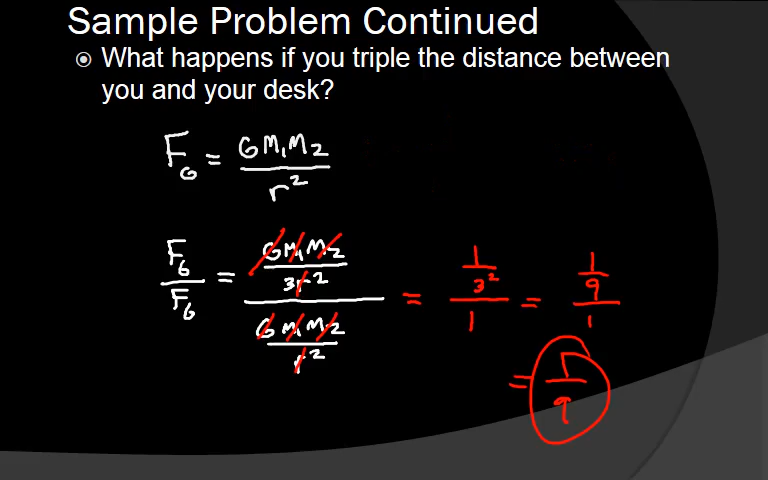 Sample Problem Continued
What happens if you triple the distance between
you and your desk?
F_G = GM₁M₂ / r²
F_G / F_G = (GM₁M₂ / 3r²) / (GM₁M₂ / r²) = (1 / 3²) / 1 = (1 / 9) / 1
= 1 / 9